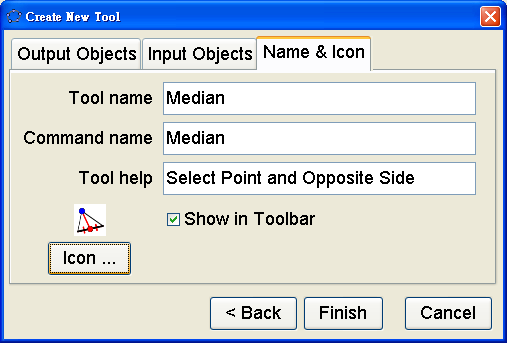 Create New Tool
Output Objects Input Objects Name & Icon
Tool name Median
Command name Median
Tool help Select Point and Opposite Side
Show in Toolbar
Icon ...
< Back Finish Cancel